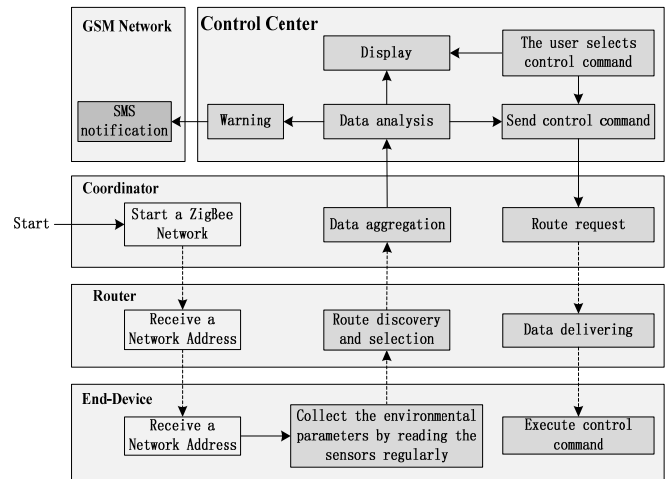 GSM Network
Control Center
Display
The user selects
control command
SMS
notification
Warning
Data analysis
Send control command
Coordinator
Start
Start a ZigBee
Network
Data aggregation
Route request
Router
Receive a
Network Address
Route discovery
and selection
Data delivering
End-Device
Receive a
Network Address
Collect the environmental
parameters by reading the
sensors regularly
Execute control
command